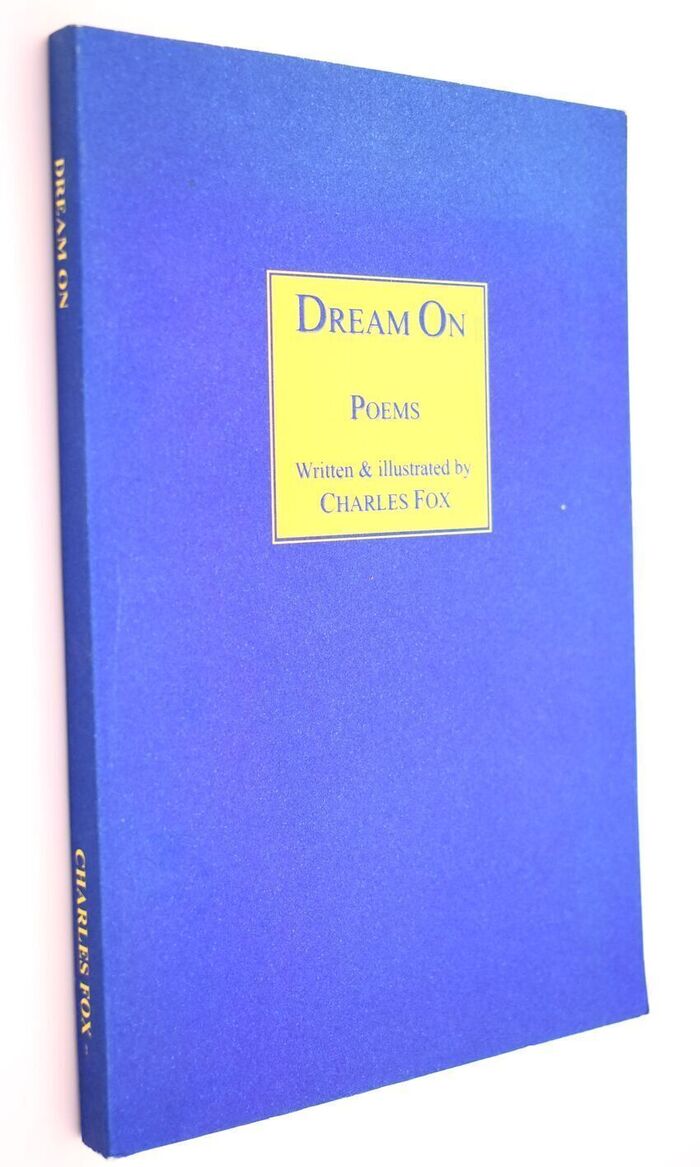 DREAM ON
CHARLES FOX
DREAM ON
POEMS
Written & illustrated by
CHARLES FOX